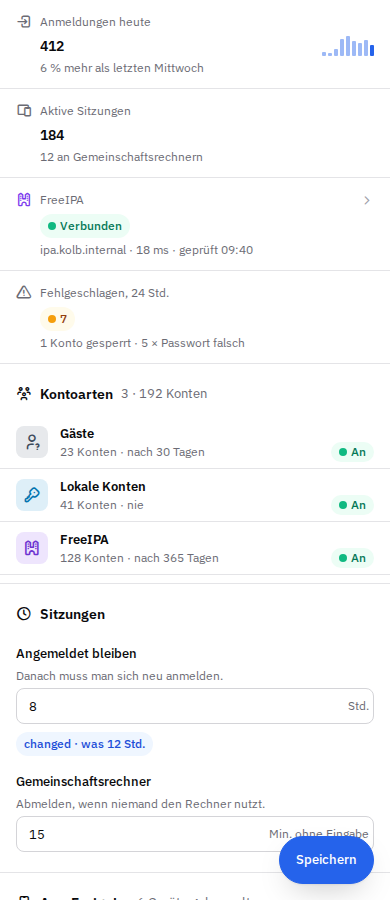 Anmeldungen heute
412
6 % mehr als letzten Mittwoch
Aktive Sitzungen
184
12 an Gemeinschaftsrechnern
FreeIPA
Verbunden
ipa.kolb.internal · 18 ms · geprüft 09:40
Fehlgeschlagen, 24 Std.
7
1 Konto gesperrt · 5 × Passwort falsch
Kontoarten 3 · 192 Konten
Gäste
23 Konten · nach 30 Tagen
An
Lokale Konten
41 Konten · nie
An
FreeIPA
128 Konten · nach 365 Tagen
An
Sitzungen
Angemeldet bleiben
Danach muss man sich neu anmelden.
8 Std.
changed · was 12 Std.
Gemeinschaftsrechner
Abmelden, wenn niemand den Rechner nutzt.
15 Min. ohne Eingabe
Speichern